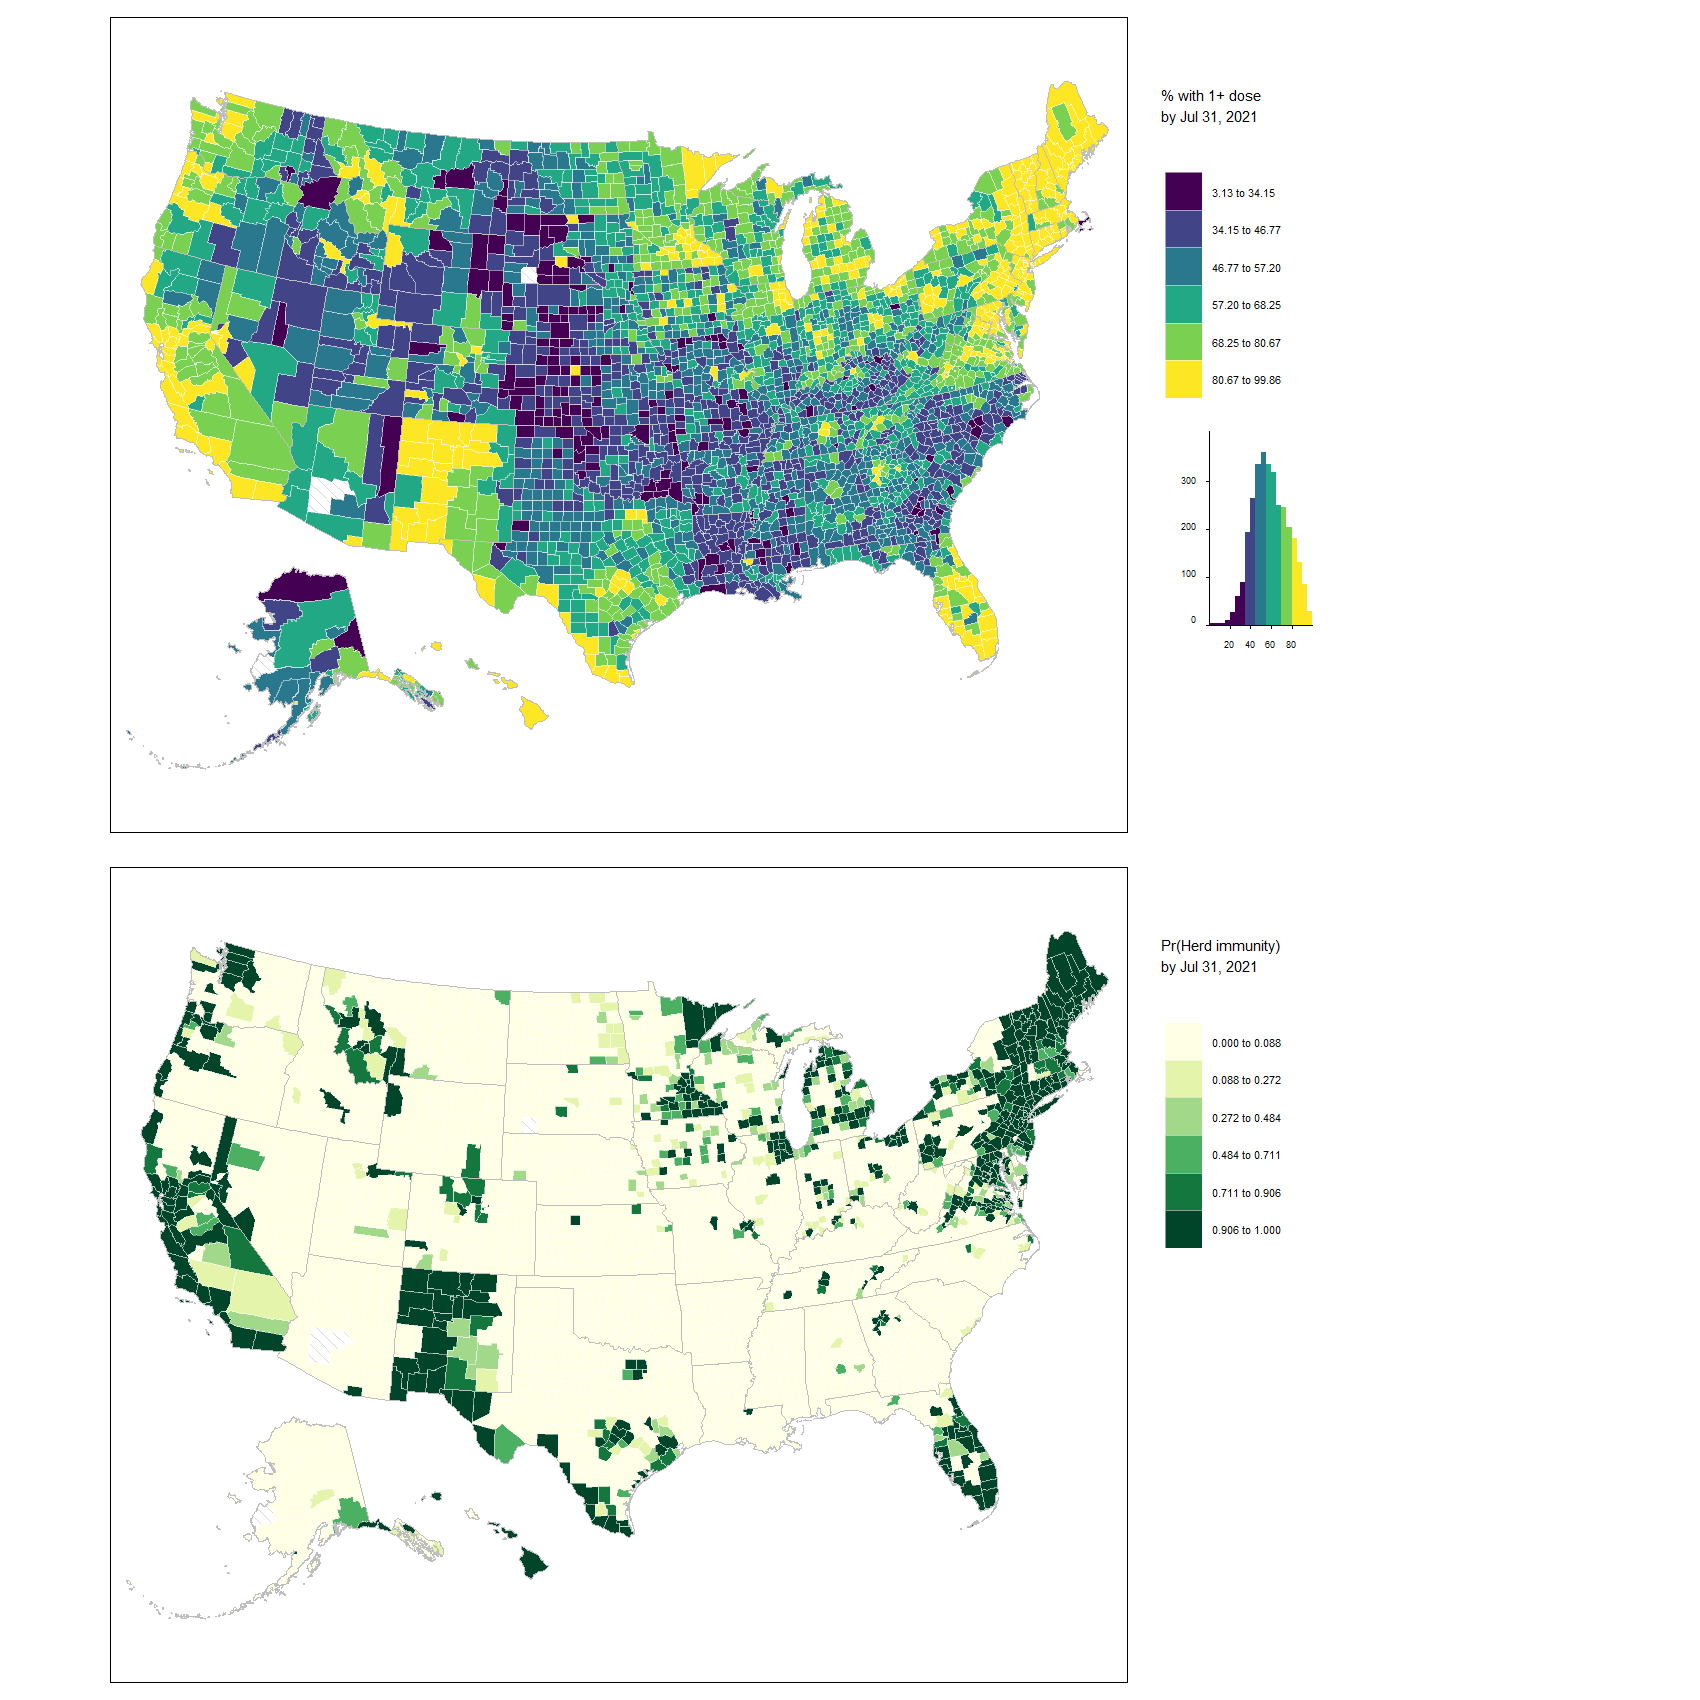 % with 1+ dose
by Jul 31, 2021
3.13 to 34.15
34.15 to 46.77
46.77 to 57.20
57.20 to 68.25
68.25 to 80.67
80.67 to 99.86
300
200
100
0
20 40 60 80
Pr(Herd immunity)
by Jul 31, 2021
0.000 to 0.088
0.088 to 0.272
0.272 to 0.484
0.484 to 0.711
0.711 to 0.906
0.906 to 1.000